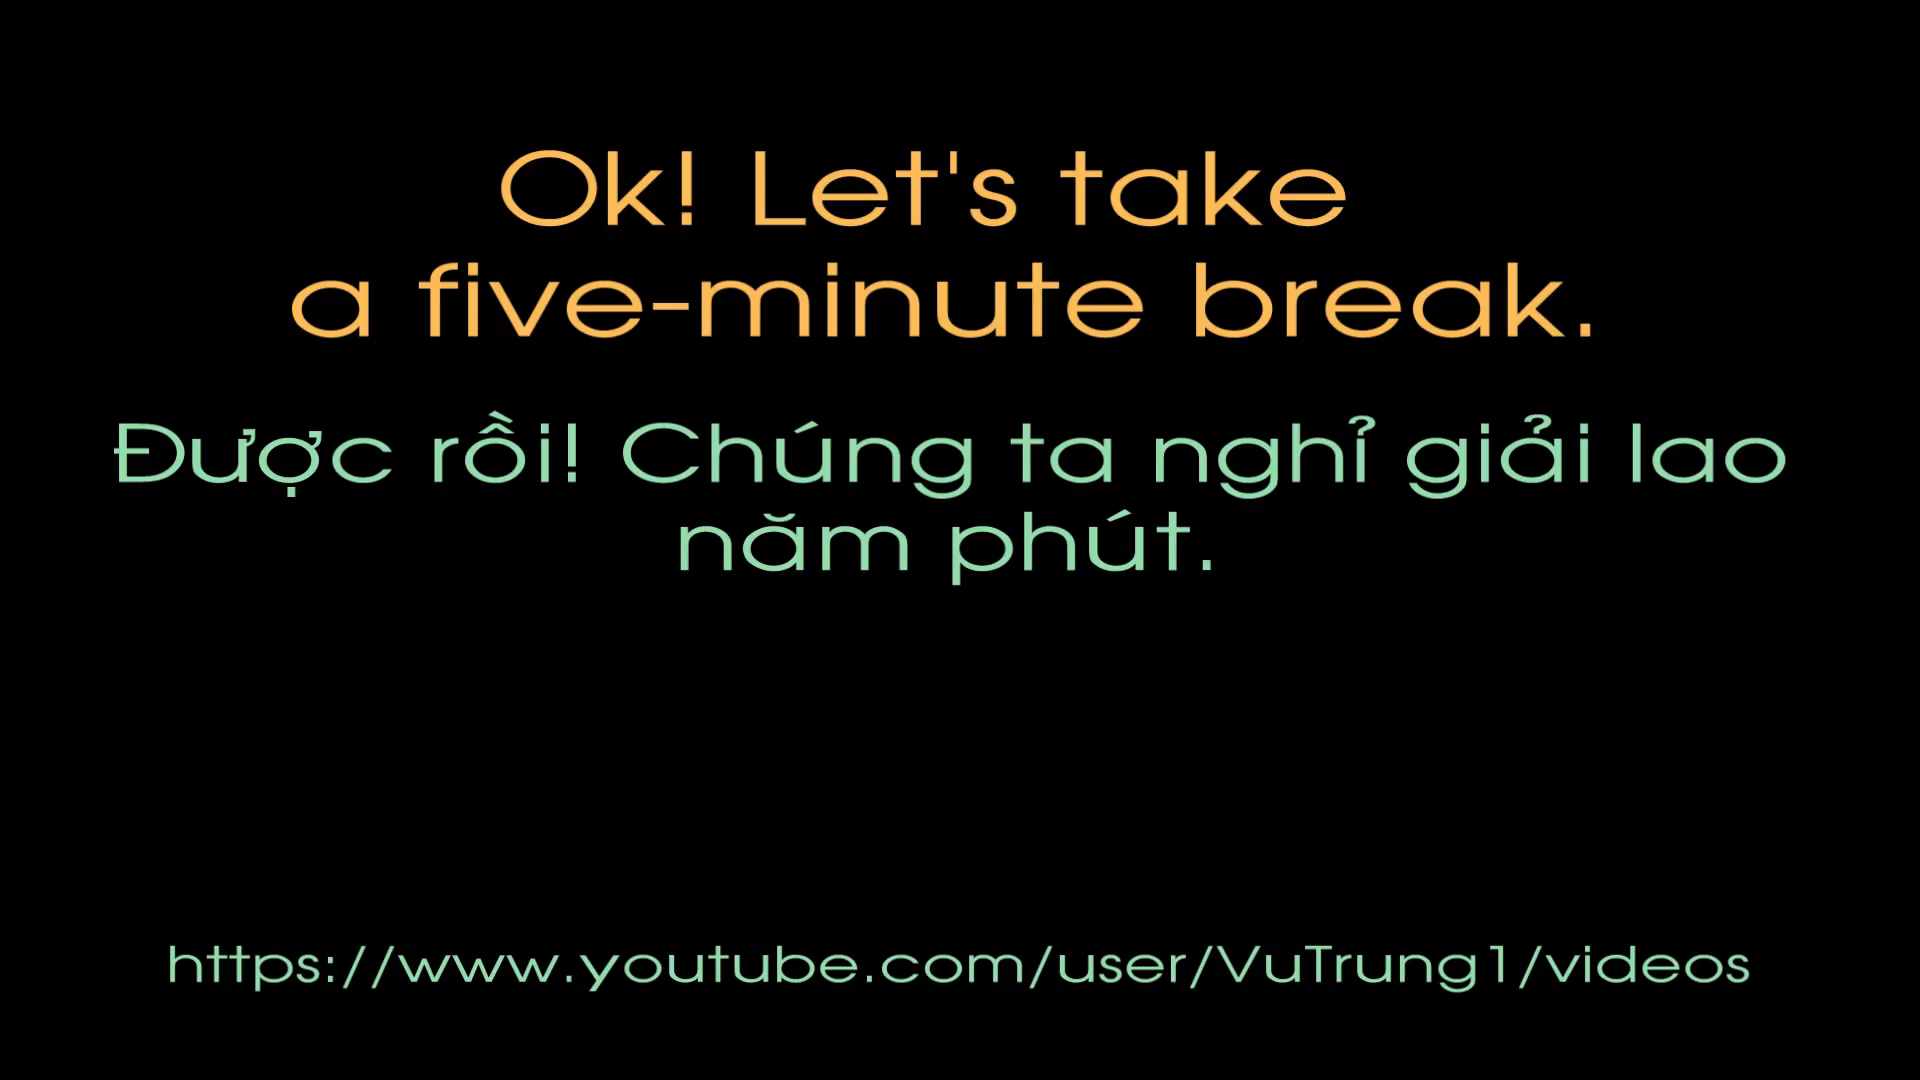 Ok! Let's take
a five-minute break.
Được rồi! Chúng ta nghỉ giải lao
năm phút.
https://www.youtube.com/user/VuTrung1/videos